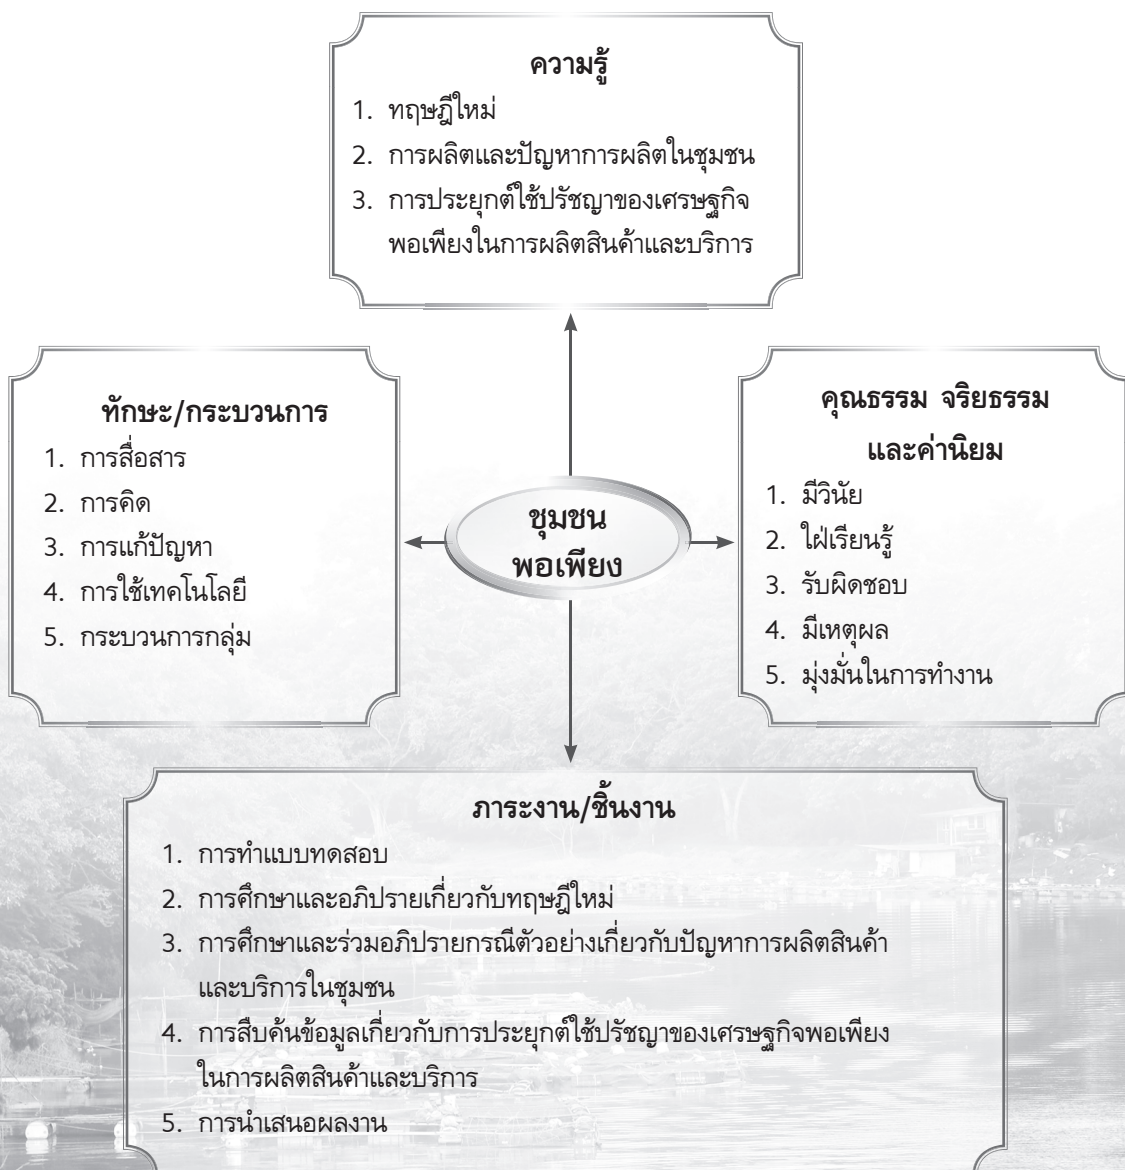 ความรู้
1. ทฤษฎีใหม่
2. การผลิตและปัญหาการผลิตในชุมชน
3. การประยุกต์ใช้ปรัชญาของเศรษฐกิจ
พอเพียงในการผลิตสินค้าและบริการ
ทักษะ/กระบวนการ
1. การสื่อสาร
2. การคิด
3. การแก้ปัญหา
4. การใช้เทคโนโลยี
5. กระบวนการกลุ่ม
ชุมชน
พอเพียง
คุณธรรม จริยธรรม
และค่านิยม
1. มีวินัย
2. ใฝ่เรียนรู้
3. รับผิดชอบ
4. มีเหตุผล
5. มุ่งมั่นในการทำงาน
ภาระงาน/ชิ้นงาน
1. การทำแบบทดสอบ
2. การศึกษาและอภิปรายเกี่ยวกับทฤษฎีใหม่
3. การศึกษาและร่วมอภิปรายกรณีตัวอย่างเกี่ยวกับปัญหาการผลิตสินค้า
และบริการในชุมชน
4. การสืบค้นข้อมูลเกี่ยวกับการประยุกต์ใช้ปรัชญาของเศรษฐกิจพอเพียง
ในการผลิตสินค้าและบริการ
5. การนำเสนอผลงาน